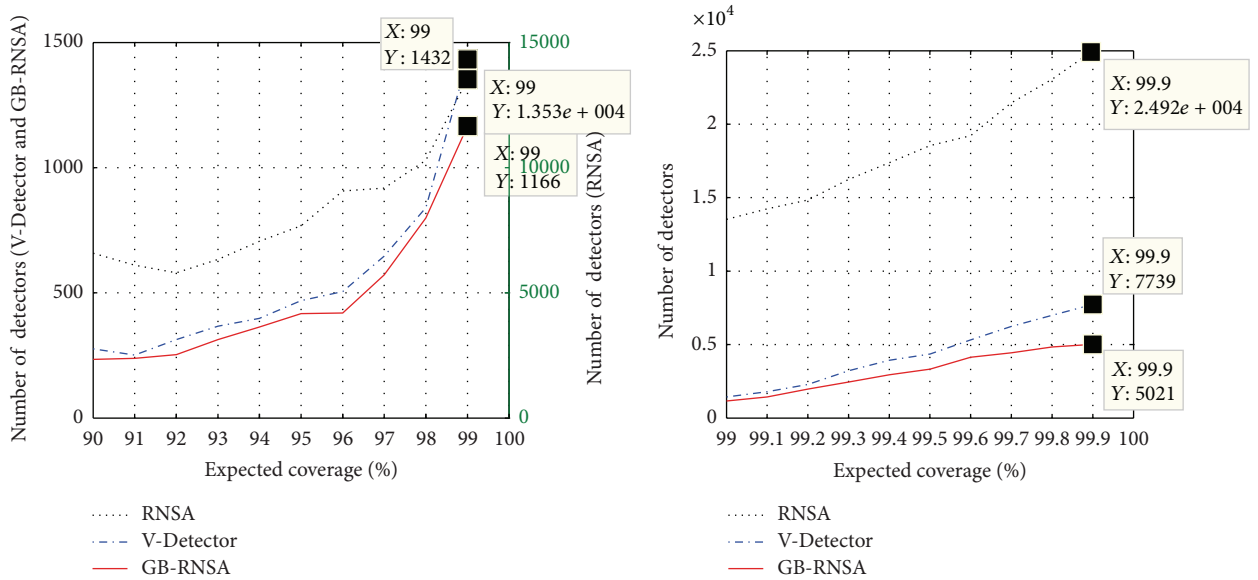 Number of detectors (V-Detector and GB-RNSA)
1500
1000
500
0
90 91 92 93 94 95 96 97 98 99 100
Expected coverage (%)
15000
10000
5000
0
Number of detectors (RNSA)
X: 99
Y: 1432
X: 99
Y: 1.353e + 004
X: 99
Y: 1166
RNSA
V-Detector
GB-RNSA
×10⁴
2.5
2
1.5
1
0.5
0
Number of detectors
99 99.1 99.2 99.3 99.4 99.5 99.6 99.7 99.8 99.9 100
Expected coverage (%)
X: 99.9
Y: 2.492e + 004
X: 99.9
Y: 7739
X: 99.9
Y: 5021
RNSA
V-Detector
GB-RNSA